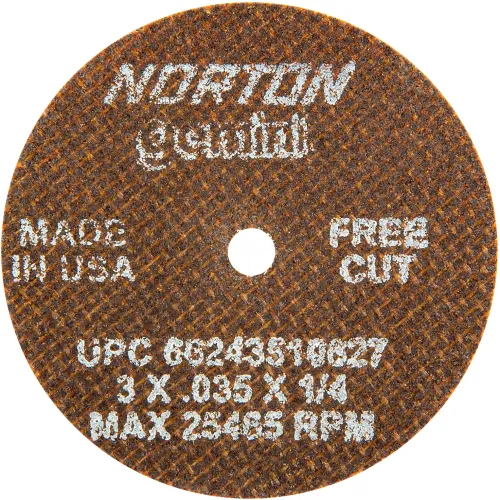 NORTON
gemini
MADE
IN USA
FREE
CUT
UPC 66243510627
3 X .035 X 1/4
MAX 25465 RPM